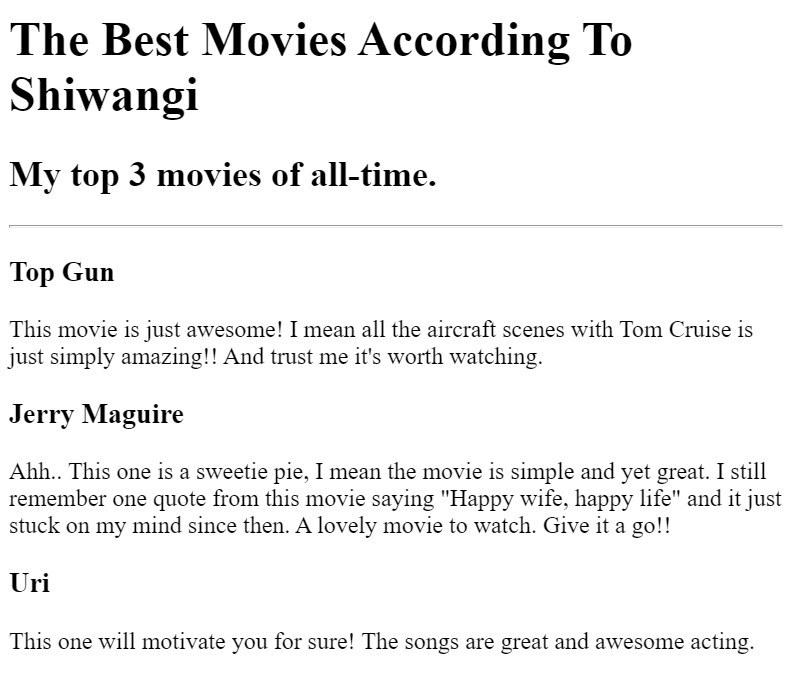 The Best Movies According To
Shiwangi
My top 3 movies of all-time.
Top Gun
This movie is just awesome! I mean all the aircraft scenes with Tom Cruise is
just simply amazing!! And trust me it's worth watching.
Jerry Maguire
Ahh.. This one is a sweetie pie, I mean the movie is simple and yet great. I still
remember one quote from this movie saying "Happy wife, happy life" and it just
stuck on my mind since then. A lovely movie to watch. Give it a go!!
Uri
This one will motivate you for sure! The songs are great and awesome acting.